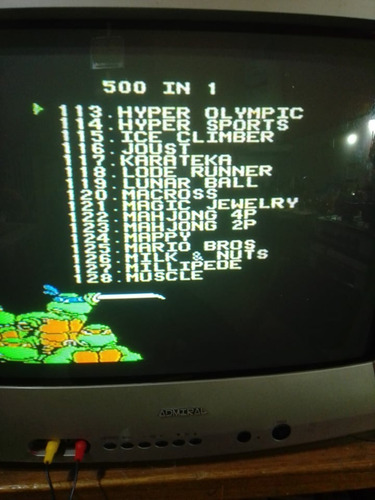 500 IN 1
113.HYPER OLYMPIC
114.HYPER SPORTS
115.ICE CLIMBER
116.JOUST
117.KARATEKA
118.LODE RUNNER
119.LUNAR BALL
120.MACROSS
121.MAGIC JEWELRY
122.MAHJONG 4P
123.MAHJONG 2P
124.MAPPY
125.MARIO BROS
126.MILK & NUTS
127.MILLIPEDE
128.MUSCLE
ADMIRAL